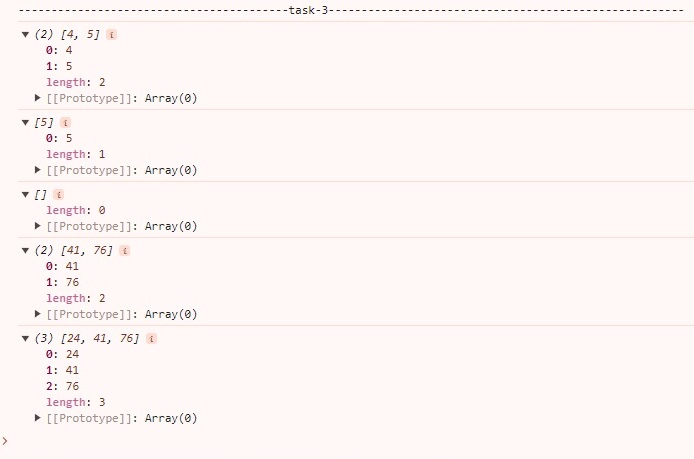 -----------------------------------------task-3------------------------------------------------------
▼ (2) [4, 5] i
0: 4
1: 5
length: 2
▶ [[Prototype]]: Array(0)
▼ [5] i
0: 5
length: 1
▶ [[Prototype]]: Array(0)
▼ [] i
length: 0
▶ [[Prototype]]: Array(0)
▼ (2) [41, 76] i
0: 41
1: 76
length: 2
▶ [[Prototype]]: Array(0)
▼ (3) [24, 41, 76] i
0: 24
1: 41
2: 76
length: 3
▶ [[Prototype]]: Array(0)
>